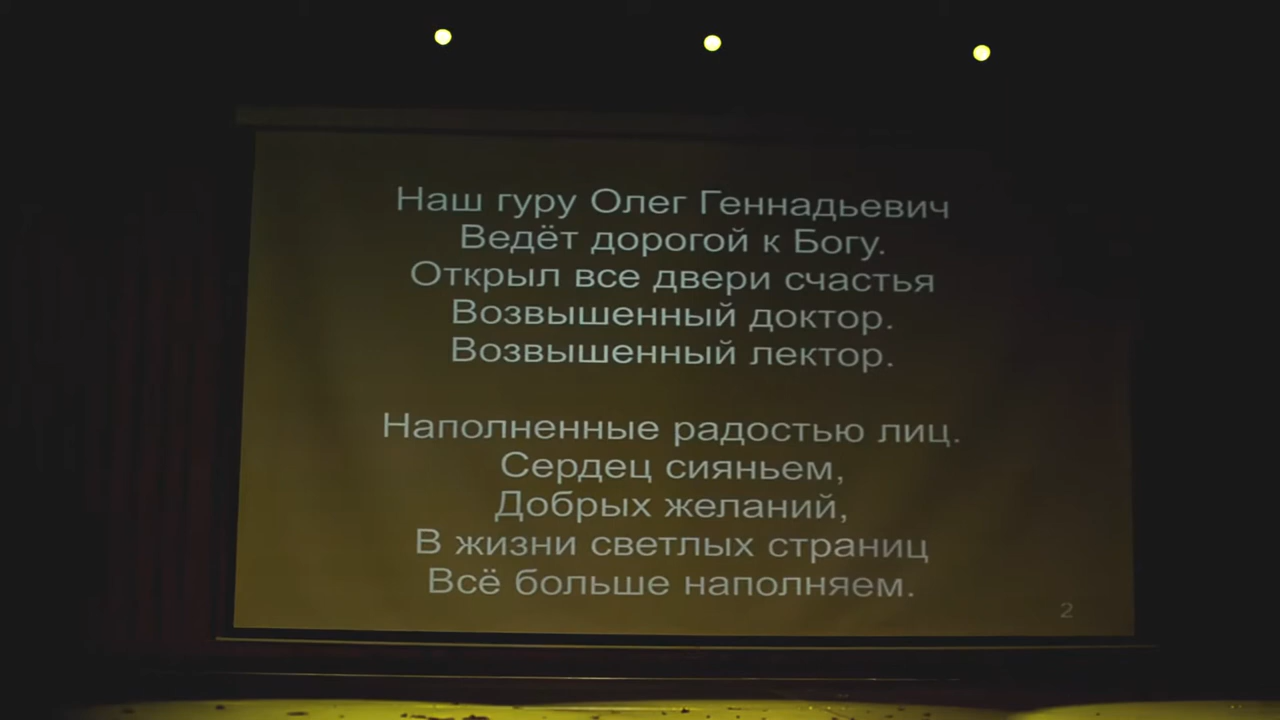 Наш гуру Олег Геннадьевич
Ведёт дорогой к Богу.
Открыл все двери счастья
Возвышенный доктор.
Возвышенный лектор.
Наполненные радостью лиц.
Сердец сияньем,
Добрых желаний,
В жизни светлых страниц
Всё больше наполняем.
2